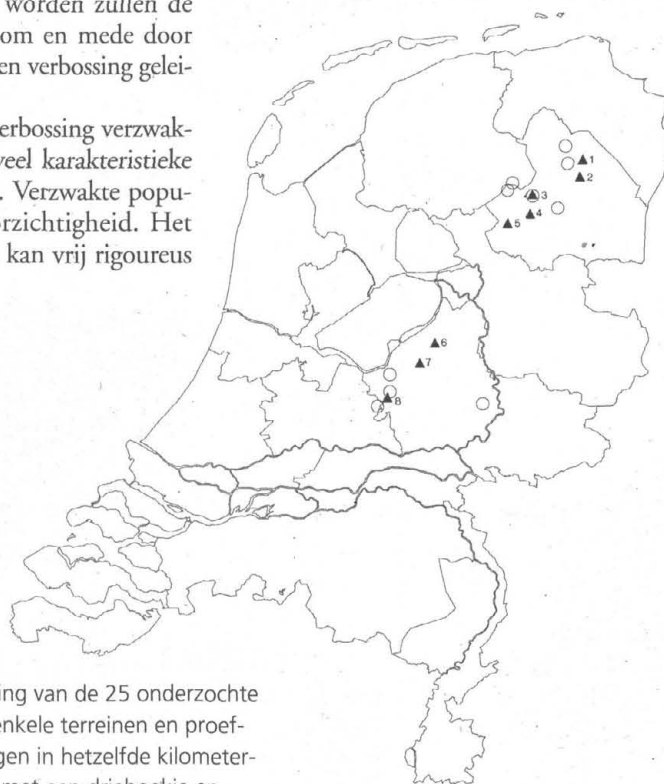 worden zullen de
om en mede door
en verbossing gelei-
erbossing verzwak-
veel karakteristieke
. Verzwakte popu-
rzichtigheid. Het
kan vrij rigoureus
1
2
3
4
5
6
7
8
ing van de 25 onderzochte
enkele terreinen en proef-
gen in hetzelfde kilometer-